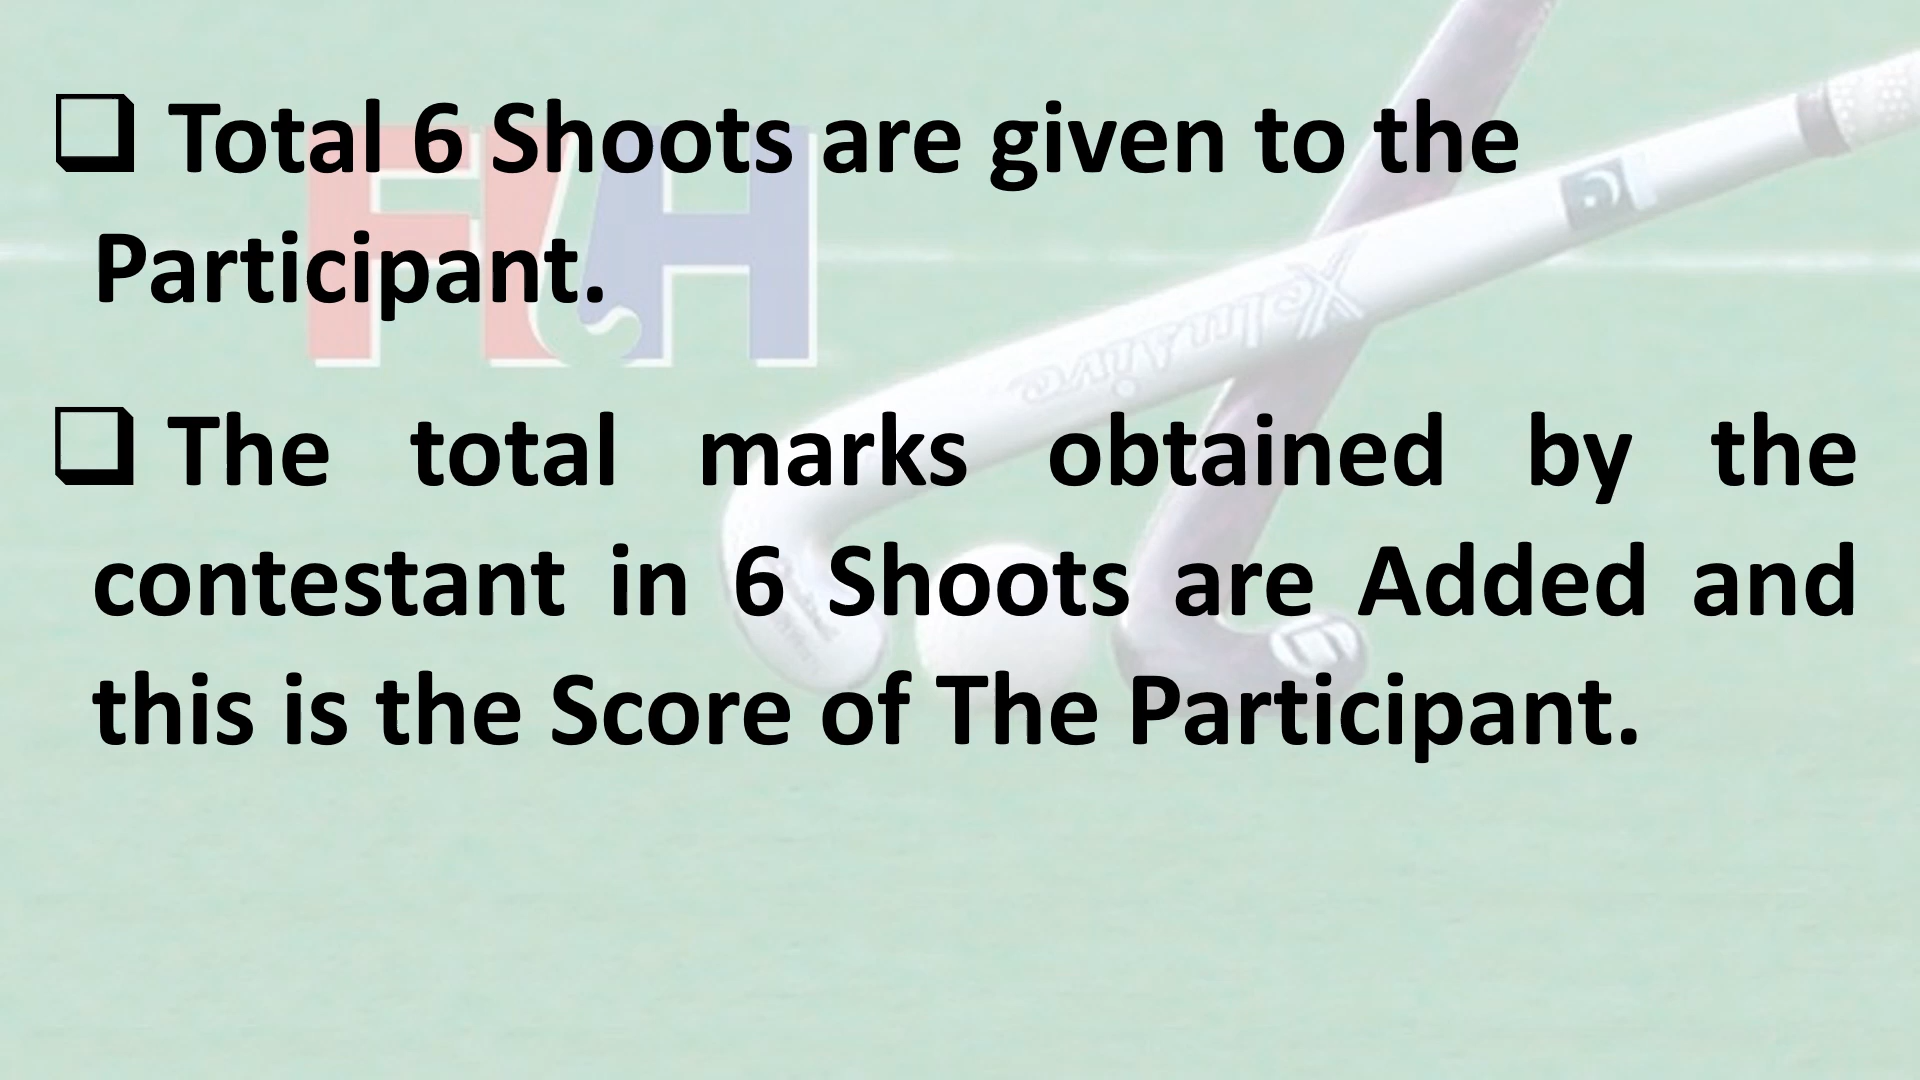 ❑ Total 6 Shoots are given to the
Participant.
FIH
❑ The total marks obtained by the
contestant in 6 Shoots are Added and
this is the Score of The Participant.